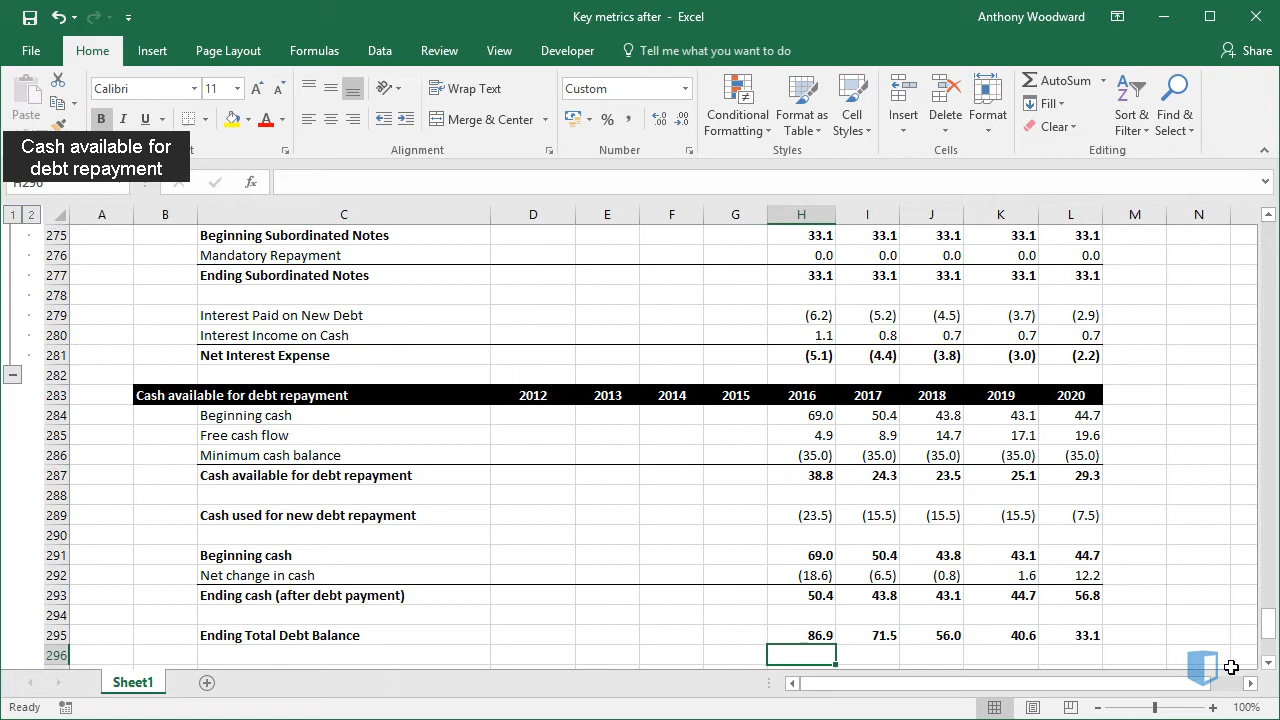 Key metrics after - Excel
Anthony Woodward
File Home Insert Page Layout Formulas Data Review View Developer Tell me what you want to do Share
Calibri 11 Wrap Text Custom AutoSum
Paste Merge & Center Conditional Formatting Format as Table Cell Styles Insert Delete Format Fill Sort & Filter Find & Select
B I U A % Clear
Alignment Number Styles Cells Editing
Cash available for
debt repayment
fx
1 2 A B C D E F G H I J K L M N
275 Beginning Subordinated Notes 33.1 33.1 33.1 33.1 33.1
276 Mandatory Repayment 0.0 0.0 0.0 0.0 0.0
277 Ending Subordinated Notes 33.1 33.1 33.1 33.1 33.1
278
279 Interest Paid on New Debt (6.2) (5.2) (4.5) (3.7) (2.9)
280 Interest Income on Cash 1.1 0.8 0.7 0.7 0.7
281 Net Interest Expense (5.1) (4.4) (3.8) (3.0) (2.2)
282
283 Cash available for debt repayment 2012 2013 2014 2015 2016 2017 2018 2019 2020
284 Beginning cash 69.0 50.4 43.8 43.1 44.7
285 Free cash flow 4.9 8.9 14.7 17.1 19.6
286 Minimum cash balance (35.0) (35.0) (35.0) (35.0) (35.0)
287 Cash available for debt repayment 38.8 24.3 23.5 25.1 29.3
288
289 Cash used for new debt repayment (23.5) (15.5) (15.5) (15.5) (7.5)
290
291 Beginning cash 69.0 50.4 43.8 43.1 44.7
292 Net change in cash (18.6) (6.5) (0.8) 1.6 12.2
293 Ending cash (after debt payment) 50.4 43.8 43.1 44.7 56.8
294
295 Ending Total Debt Balance 86.9 71.5 56.0 40.6 33.1
296
Sheet1
Ready 100%